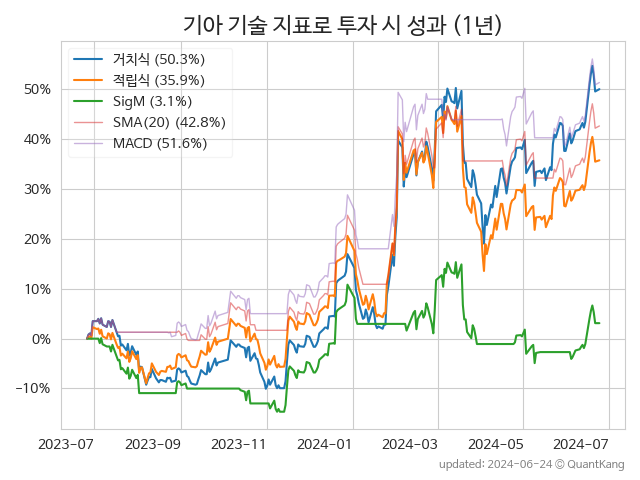 기아 기술 지표로 투자 시 성과 (1년)
거치식 (50.3%)
적립식 (35.9%)
SigM (3.1%)
SMA(20) (42.8%)
MACD (51.6%)
50%
40%
30%
20%
10%
0%
−10%
2023-07 2023-09 2023-11 2024-01 2024-03 2024-05 2024-07
updated: 2024-06-24 ⓒ QuantKang